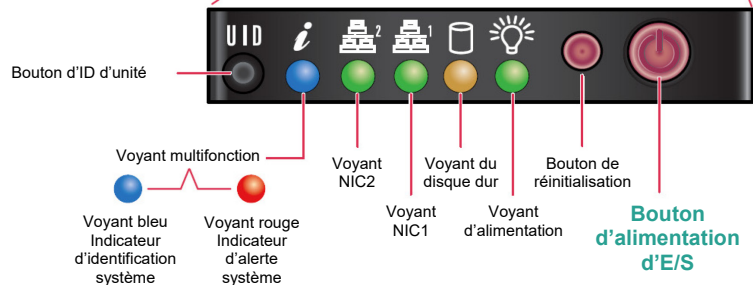 UID
i
2
1
Bouton d'ID d'unité
Voyant multifonction
Voyant
NIC2
Voyant du
disque dur
Bouton de
réinitialisation
Voyant bleu
Indicateur
d'identification
système
Voyant rouge
Indicateur
d'alerte
système
Voyant
NIC1
Voyant
d'alimentation
Bouton
d'alimentation
d'E/S